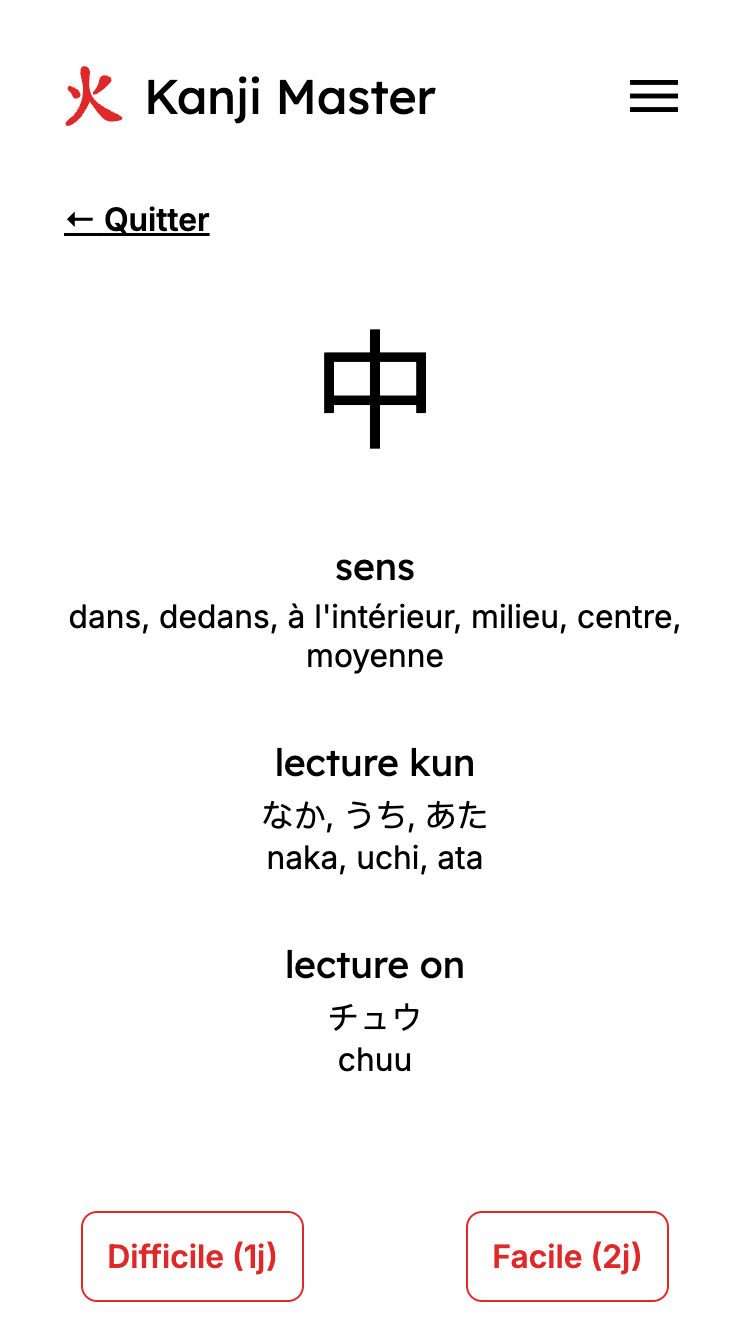 火 Kanji Master
← Quitter
中
sens
dans, dedans, à l'intérieur, milieu, centre,
moyenne
lecture kun
なか, うち, あた
naka, uchi, ata
lecture on
チュウ
chuu
Difficile (1j)
Facile (2j)